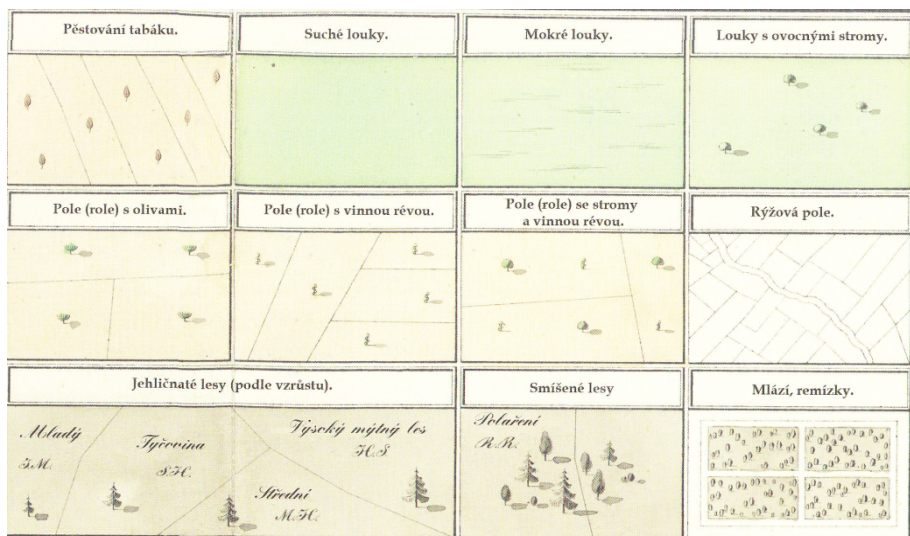 Pěstování tabáku.
Suché louky.
Mokré louky.
Louky s ovocnými stromy.
Pole (role) s olivami.
Pole (role) s vinnou révou.
Pole (role) se stromy
a vinnou révou.
Rýžová pole.
Jehličnaté lesy (podle vzrůstu).
Smíšené lesy
Mlází, remízky.
Mladý
J.M.
Tyčovina
S.H.
Střední
M.H.
Vysoký mýtný les
H.S.
Polaření
R.R.